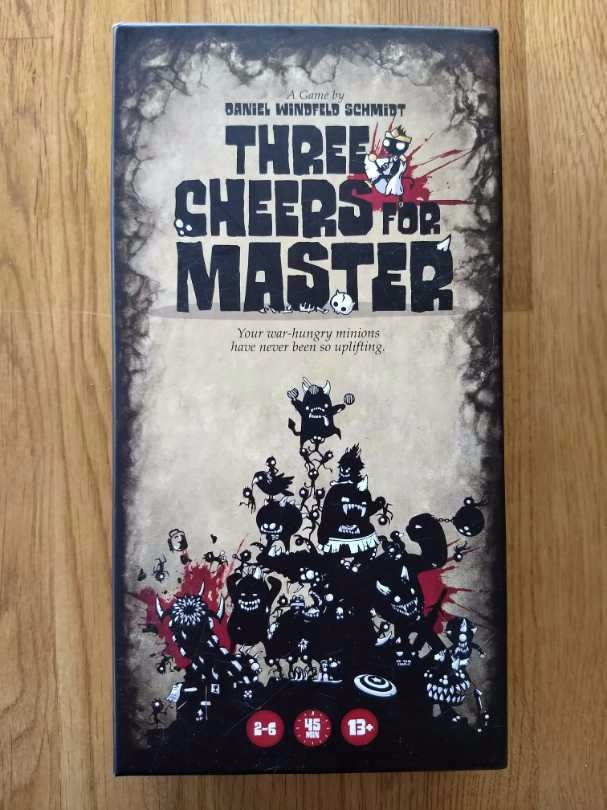 A Game by
DANIEL WINDFELD SCHMIDT
THREE
CHEERS FOR
MASTER
Your war-hungry minions
have never been so uplifting.
2-6
45
MIN
13+